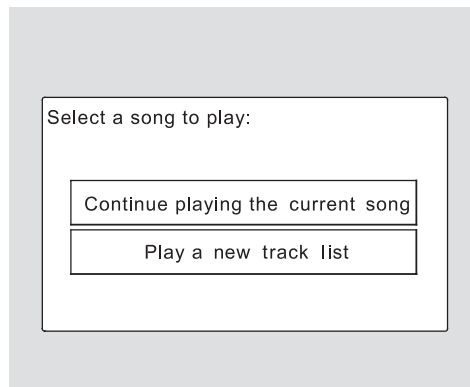 Select a song to play:
Continue playing the current song
Play a new track list